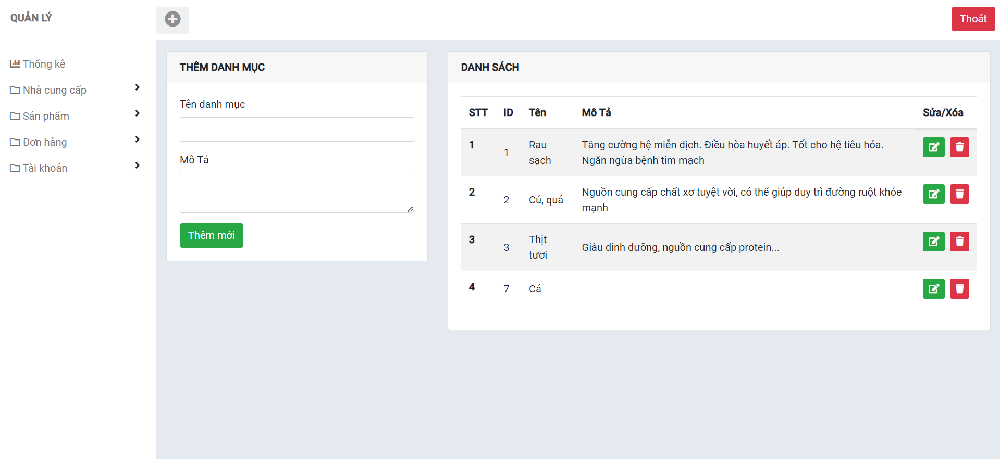 QUẢN LÝ
Thoát
Thống kê
Nhà cung cấp
Sản phẩm
Đơn hàng
Tài khoản
THÊM DANH MỤC
Tên danh mục
Mô Tả
Thêm mới
DANH SÁCH
STT ID Tên Mô Tả Sửa/Xóa
1 1 Rau sạch Tăng cường hệ miễn dịch. Điều hòa huyết áp. Tốt cho hệ tiêu hóa.
Ngăn ngừa bệnh tim mạch
2 2 Củ, quả Nguồn cung cấp chất xơ tuyệt vời, có thể giúp duy trì đường ruột khỏe
mạnh
3 3 Thịt tươi Giàu dinh dưỡng, nguồn cung cấp protein...
4 7 Cá